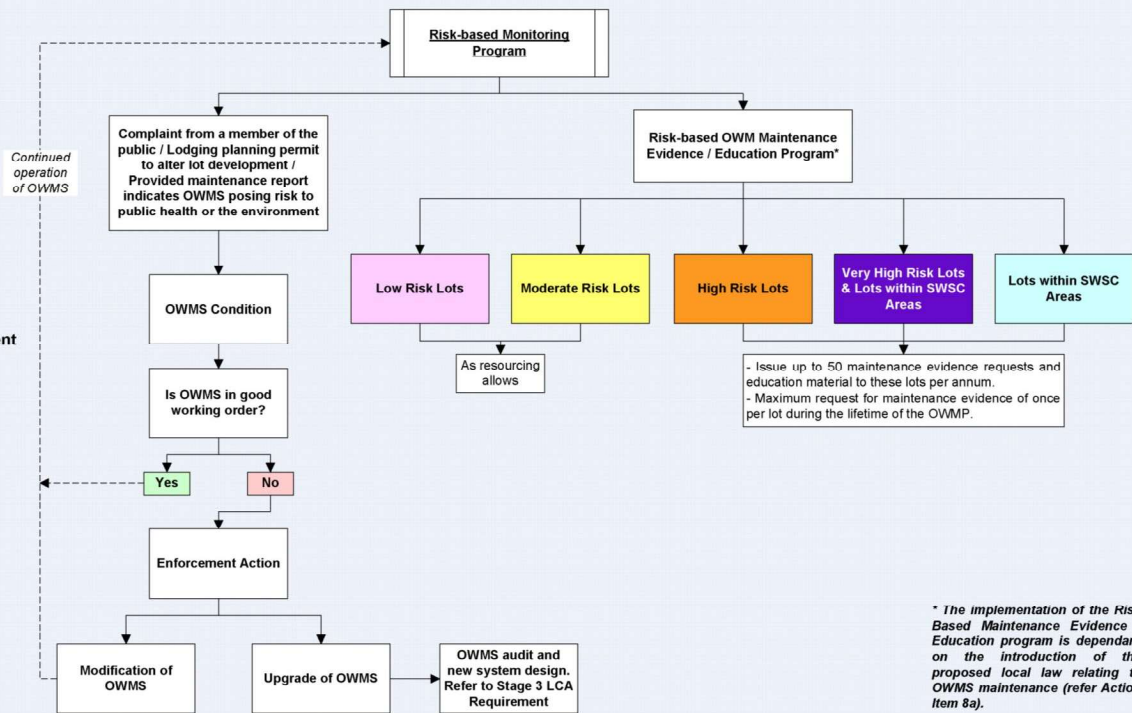 Risk-based Monitoring
Program
Complaint from a member of the
public / Lodging planning permit
to alter lot development /
Provided maintenance report
indicates OWMS posing risk to
public health or the environment
Risk-based OWM Maintenance
Evidence / Education Program*
Continued
operation
of OWMS
Low Risk Lots
Moderate Risk Lots
High Risk Lots
Very High Risk Lots
& Lots within SWSC
Areas
Lots within SWSC
Areas
OWMS Condition
As resourcing
allows
- Issue up to 50 maintenance evidence requests and
education material to these lots per annum.
- Maximum request for maintenance evidence of once
per lot during the lifetime of the OWMP.
Is OWMS in good
working order?
Yes
No
Enforcement Action
Modification of
OWMS
Upgrade of OWMS
OWMS audit and
new system design.
Refer to Stage 3 LCA
Requirement
* The implementation of the
Based Maintenance Evidence
Education program is
on the introduction of
proposed local law relating
OWMS maintenance (refer
Item 8a).